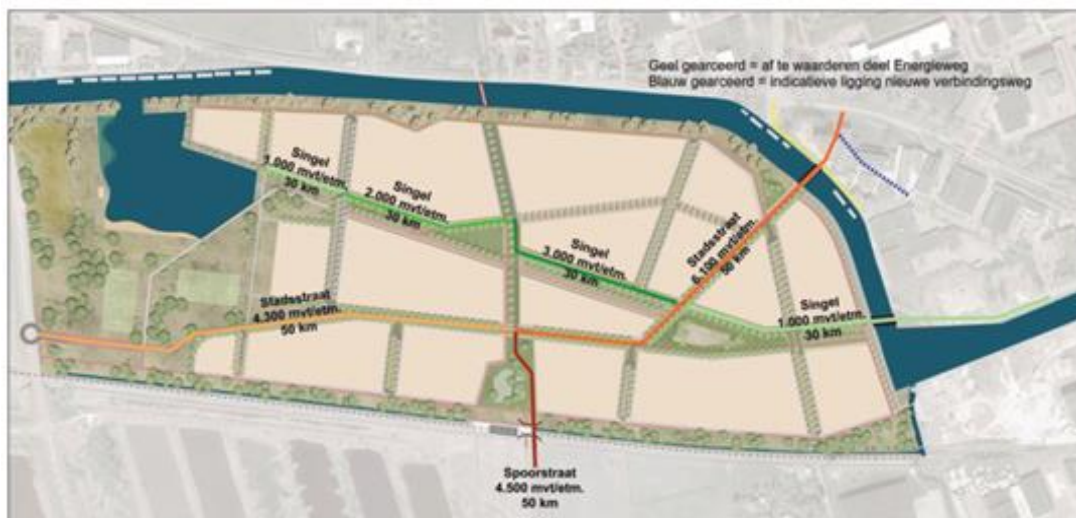 Geel gearceerd = af te waarderen deel Energieweg
Blauw gearceerd = indicatieve ligging nieuwe verbindingsweg
Singel
1.000 mvt/etm.
30 km
Singel
2.000 mvt/etm.
30 km
Singel
3.000 mvt/etm.
30 km
Stadsstraat
6.100 mvt/etm.
50 km
Stadsstraat
4.300 mvt/etm.
50 km
Singel
1.000 mvt/etm.
30 km
Spoorstraat
4.500 mvt/etm.
50 km